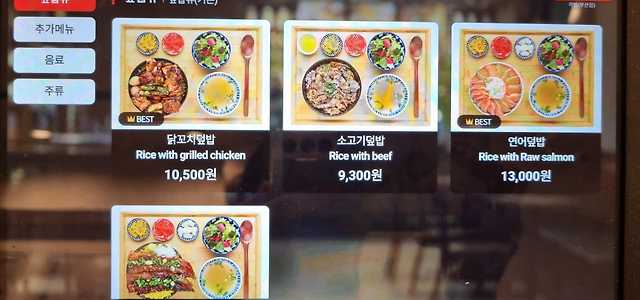 추가메뉴
음료
주류
BEST
닭꼬치덮밥
Rice with grilled chicken
10,500원
소고기덮밥
Rice with beef
9,300원
BEST
연어덮밥
Rice with Raw salmon
13,000원